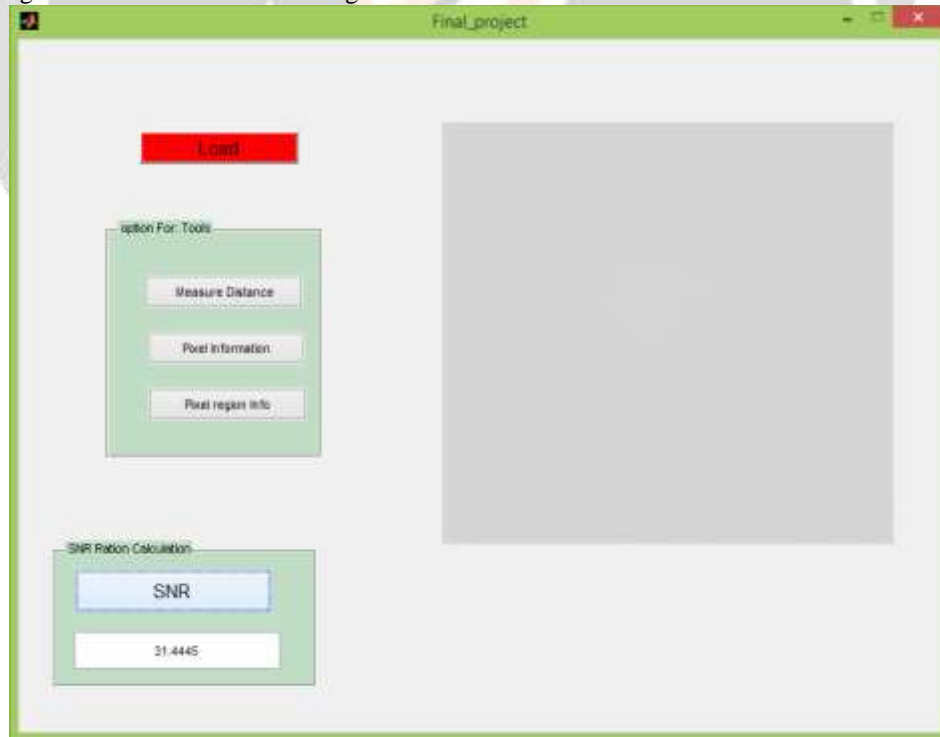 Final_project
Load
option For: Tools
Measure Distance
Pixel Information
Pixel region Info
SNR Ration Calculation
SNR
31.4445